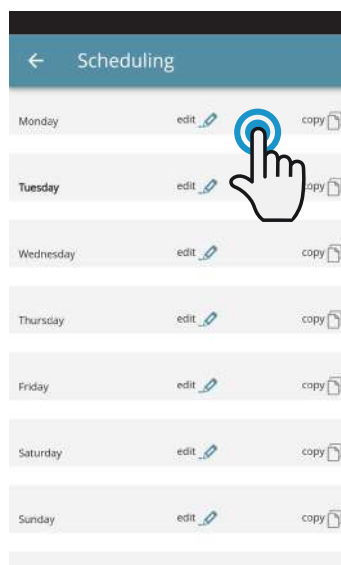 Scheduling
Monday edit copy
Tuesday edit copy
Wednesday edit copy
Thursday edit copy
Friday edit copy
Saturday edit copy
Sunday edit copy